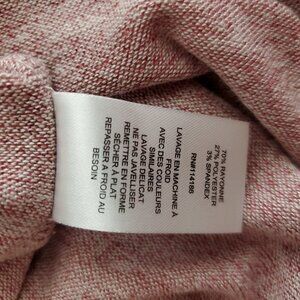 70% RAYONNE
27% POLYESTER
3% SPANDEX
RN#114186
LAVAGE EN MACHINE À
FROID
AVEC DES COULEURS
SIMILAIRES
LAVAGE DÉLICAT
NE PAS JAVELLISER
REMETTRE EN FORME
SÉCHER À PLAT
REPASSER À FROID AU
BESOIN